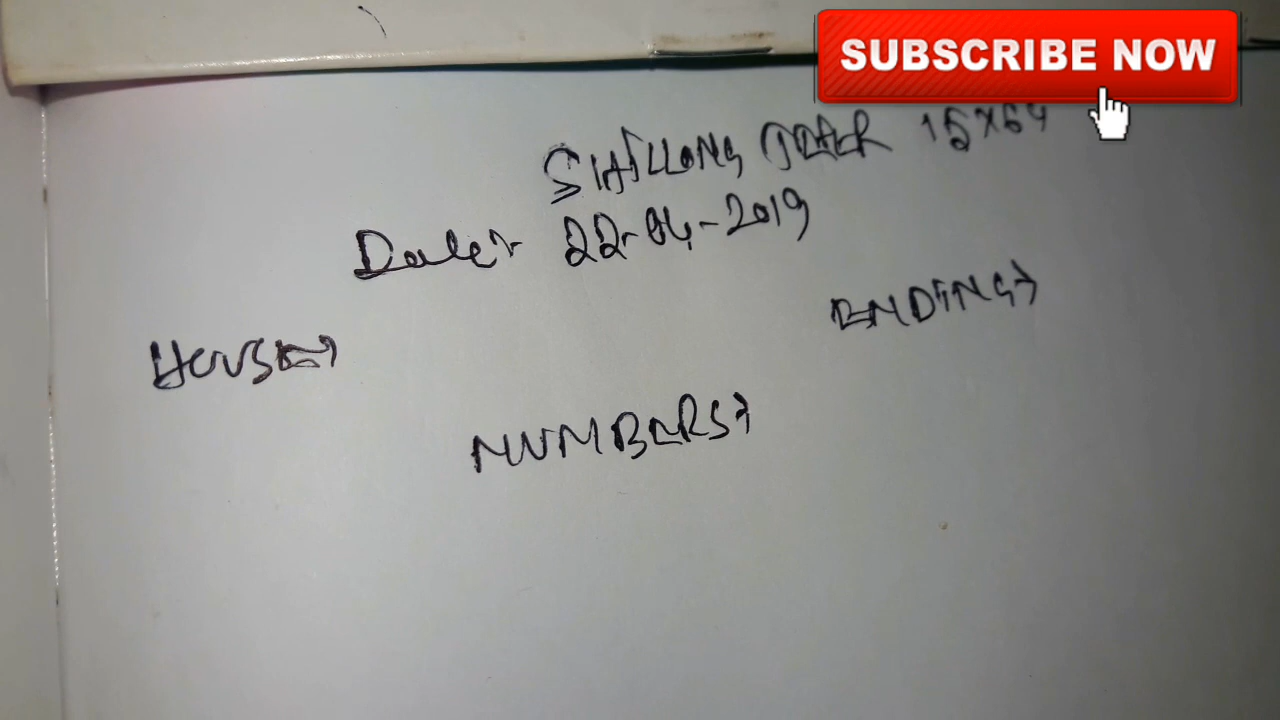 SUBSCRIBE NOW
SHILLONG TEER 15X64
Date:- 22-04-2019
ENDING→
HOUSE→
NUMBERS→